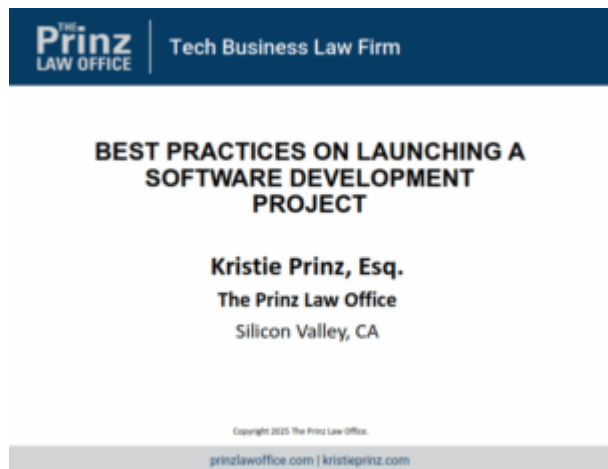 THE
Prinz
LAW OFFICE
Tech Business Law Firm
BEST PRACTICES ON LAUNCHING A
SOFTWARE DEVELOPMENT
PROJECT
Kristie Prinz, Esq.
The Prinz Law Office
Silicon Valley, CA
Copyright 2025 The Prinz Law Office.
prinzlawoffice.com | kristieprinz.com